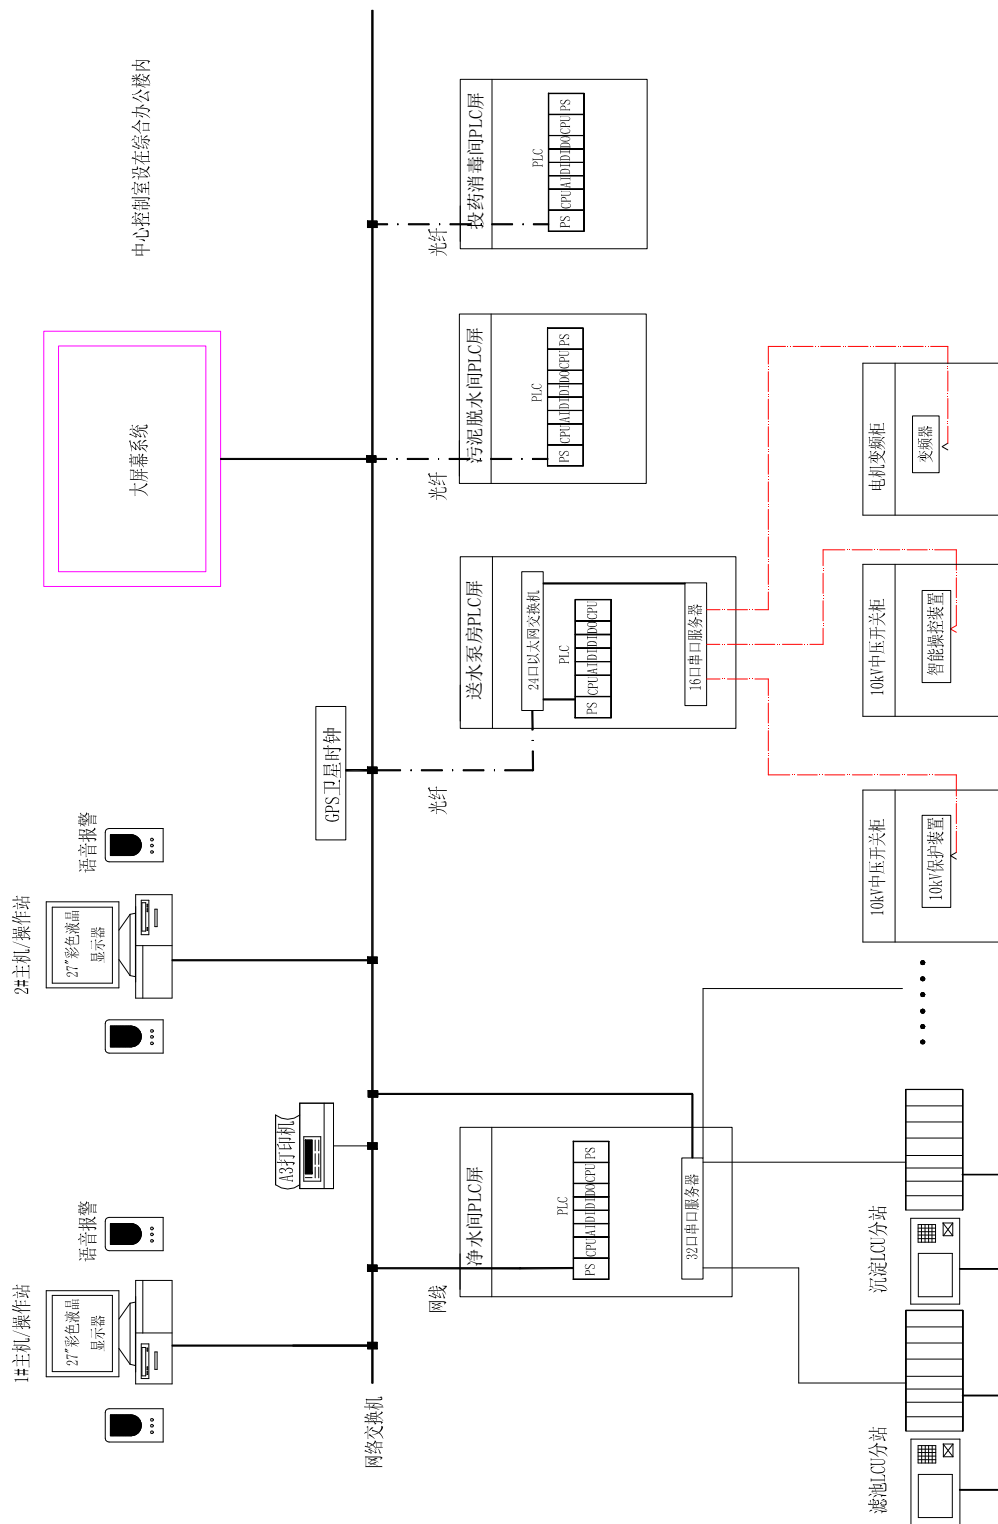 中心控制室设在综合办公楼内
大屏幕系统
GPS卫星时钟
语音报警
2#主机/操作站
27"彩色液晶
显示器
A3打印机
语音报警
1#主机/操作站
27"彩色液晶
显示器
网络交换机
网线
光纤
光纤
光纤
净水间PLC屏
PLC
PS CPU AI DI DI DO CPU PS
32口串口服务器
送水泵房PLC屏
24口以太网交换机
PLC
PS CPU AI DI DI DO CPU
16口串口服务器
污泥脱水间PLC屏
PLC
PS CPU AI DI DI DO CPU PS
投药消毒间PLC屏
PLC
PS CPU AI DI DI DO CPU PS
滤池LCU分站
沉淀LCU分站
10kV中压开关柜
10kV保护装置
10kV中压开关柜
智能操控装置
电机变频柜
变频器